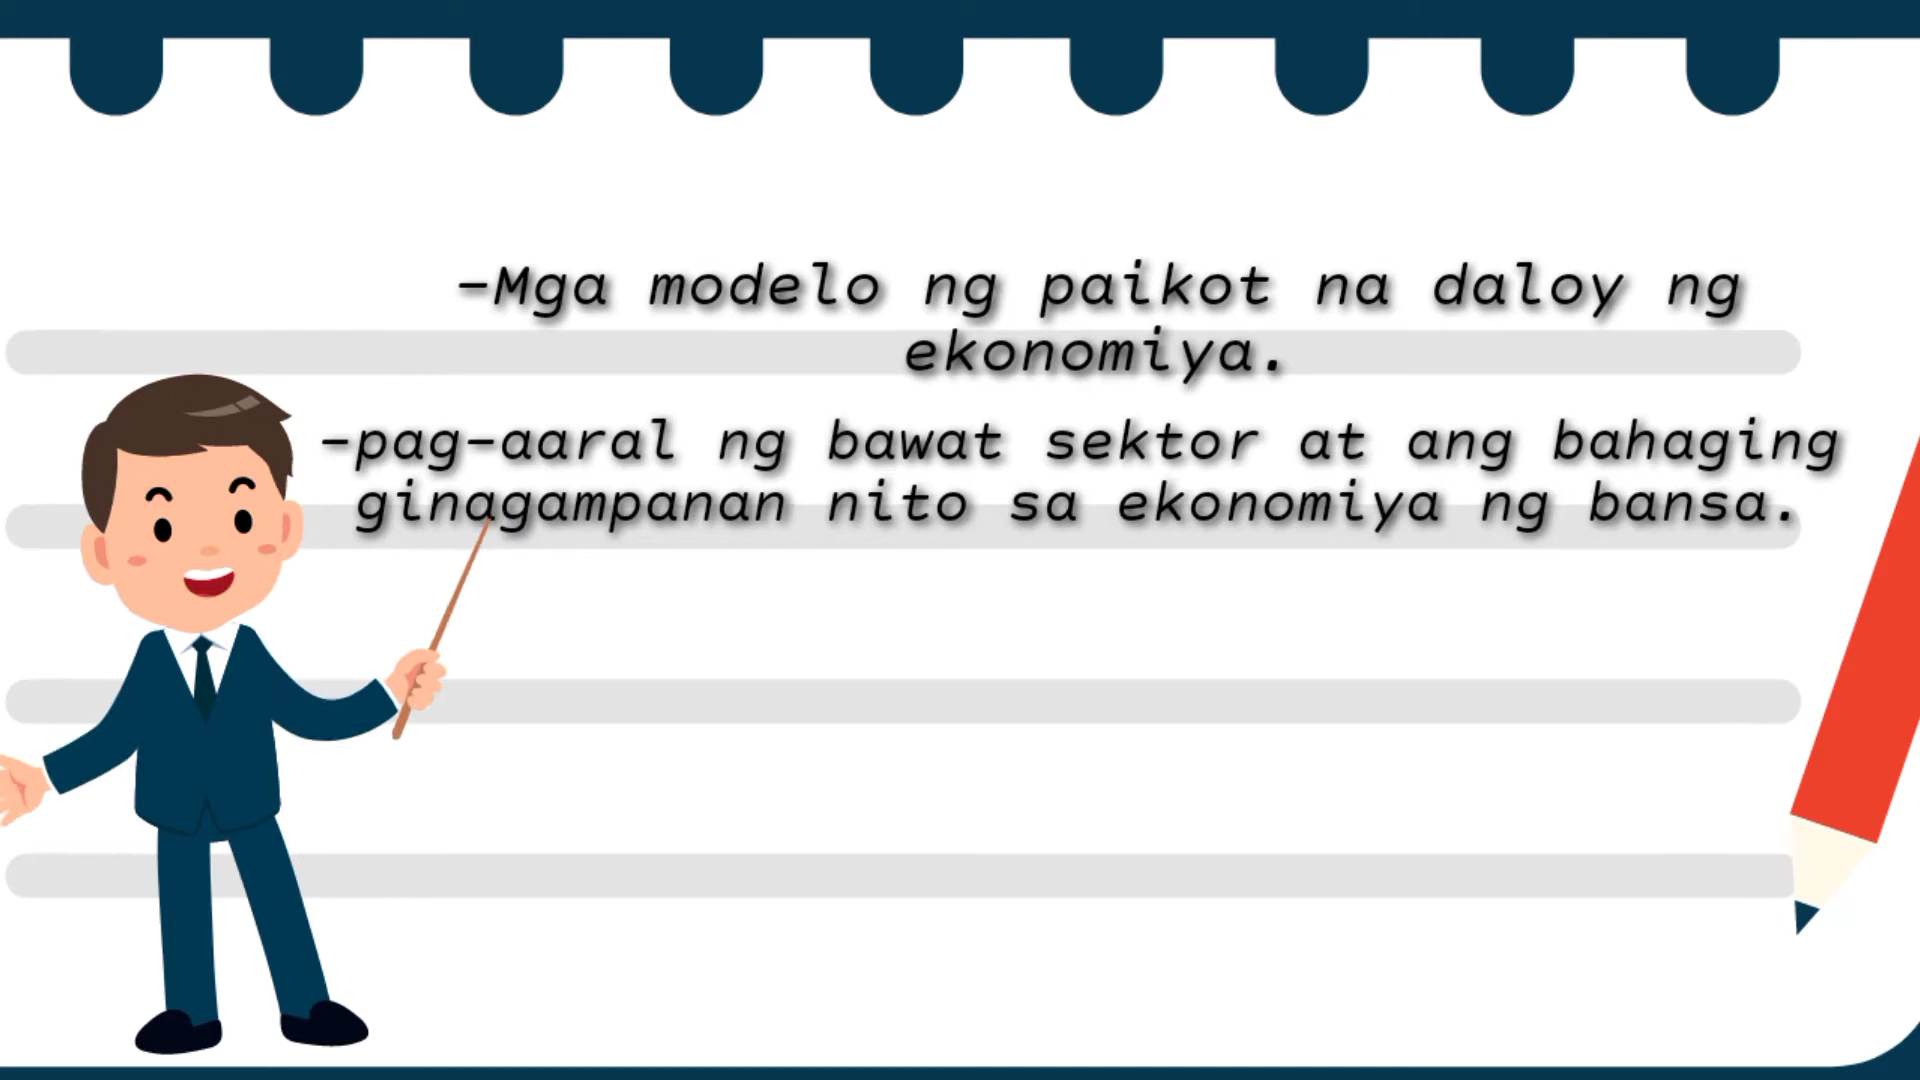 -Mga modelo ng paikot na daloy ng
ekonomiya.
-pag-aaral ng bawat sektor at ang bahaging
ginagampanan nito sa ekonomiya ng bansa.